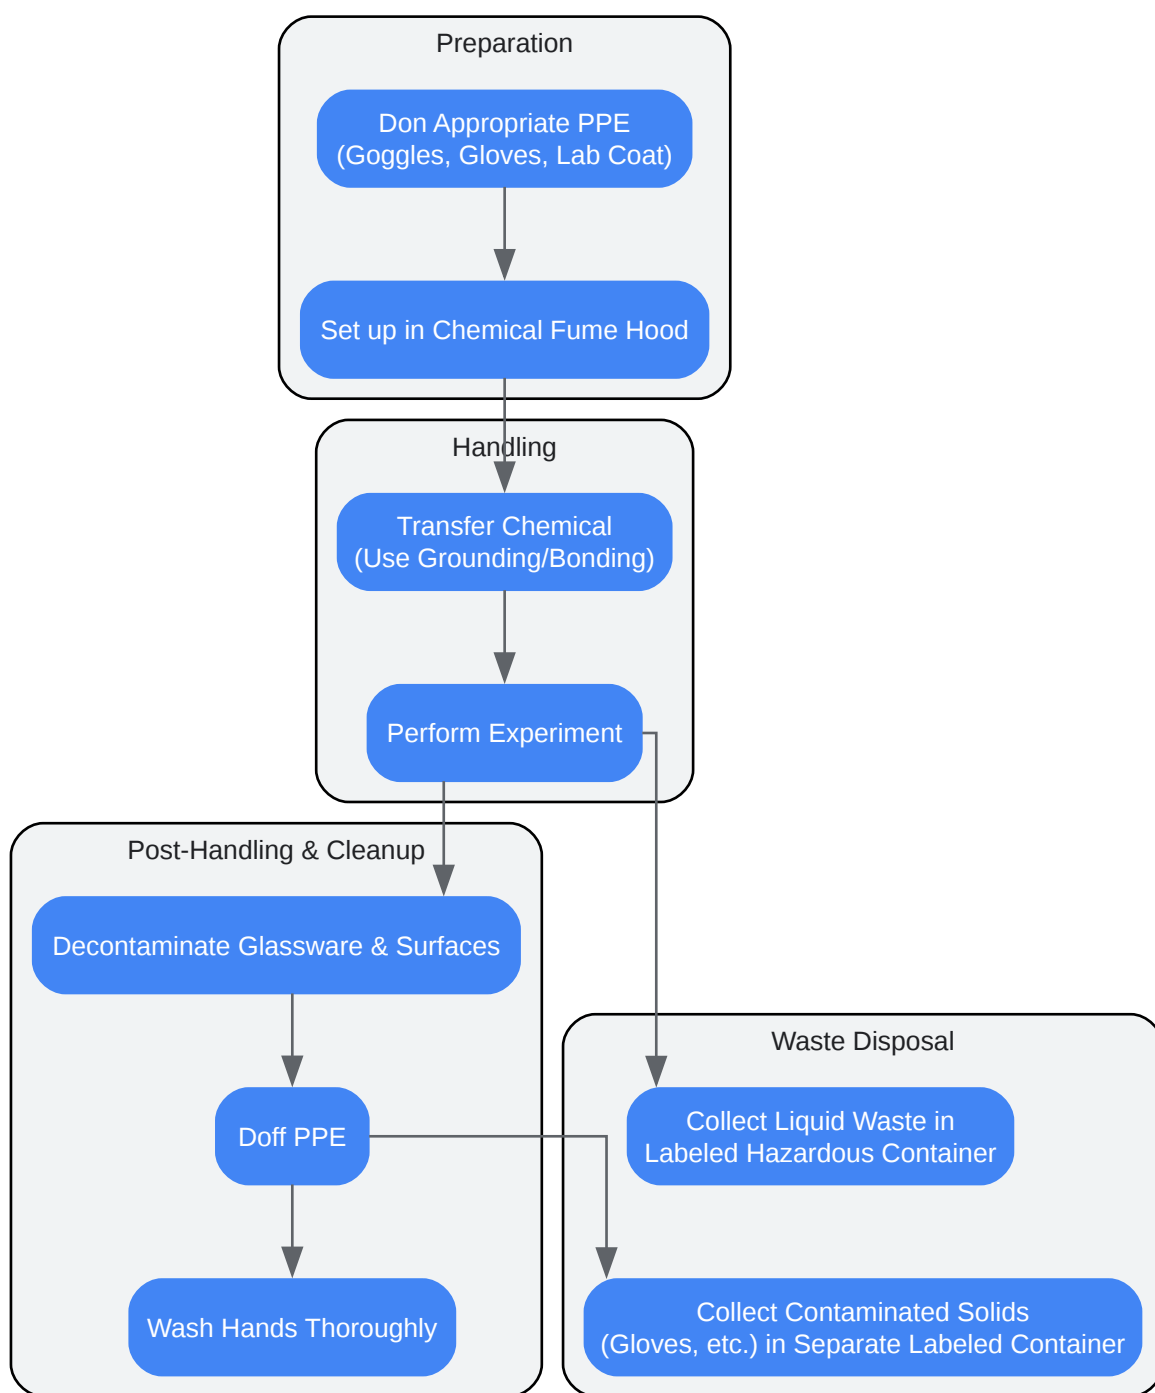 Preparation
Don Appropriate PPE
(Goggles, Gloves, Lab Coat)
Set up in Chemical Fume Hood
Handling
Transfer Chemical
(Use Grounding/Bonding)
Perform Experiment
Post-Handling & Cleanup
Decontaminate Glassware & Surfaces
Doff PPE
Wash Hands Thoroughly
Waste Disposal
Collect Liquid Waste in
Labeled Hazardous Container
Collect Contaminated Solids
(Gloves, etc.) in Separate Labeled Container